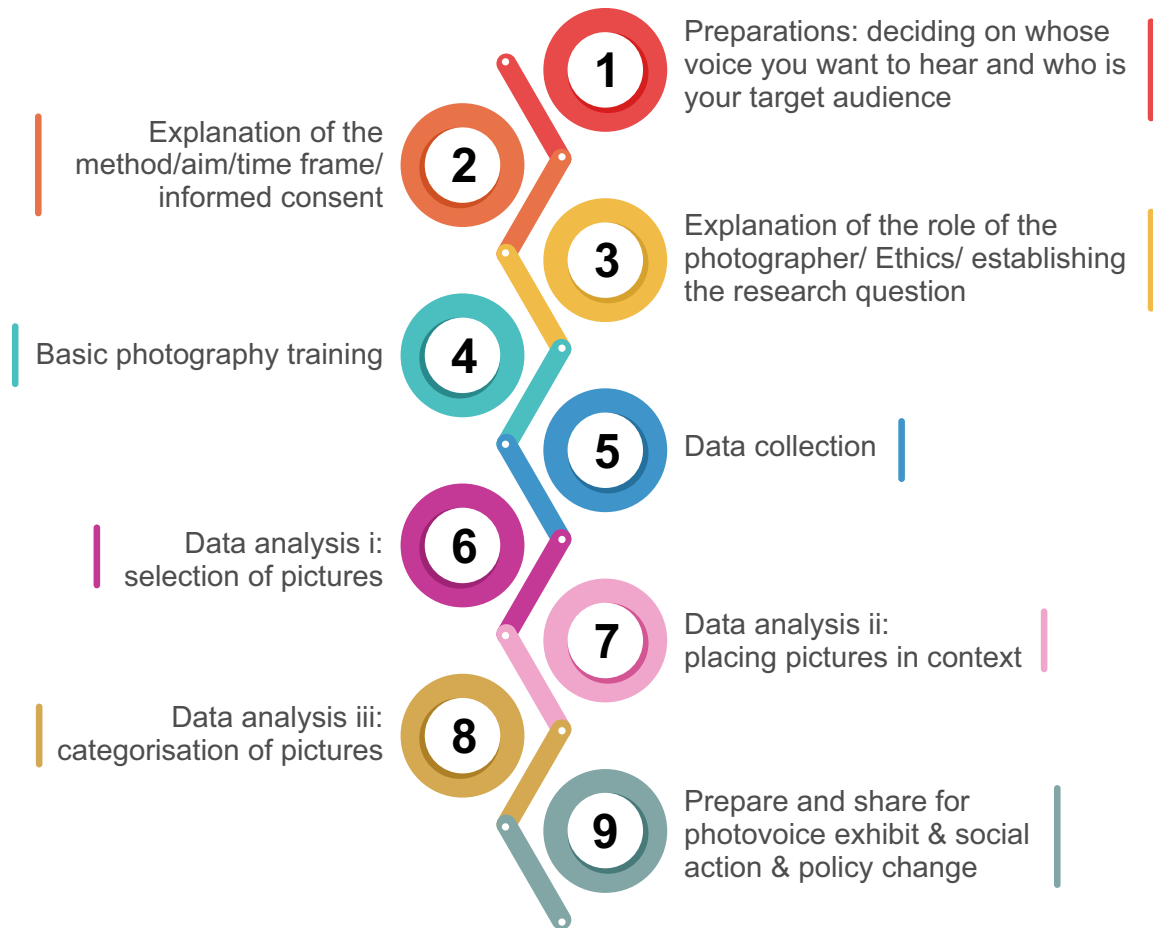 1
Preparations: deciding on whose
voice you want to hear and who is
your target audience
2
Explanation of the
method/aim/time frame/
informed consent
3
Explanation of the role of the
photographer/ Ethics/ establishing
the research question
4
Basic photography training
5
Data collection
6
Data analysis i:
selection of pictures
7
Data analysis ii:
placing pictures in context
8
Data analysis iii:
categorisation of pictures
9
Prepare and share for
photovoice exhibit & social
action & policy change